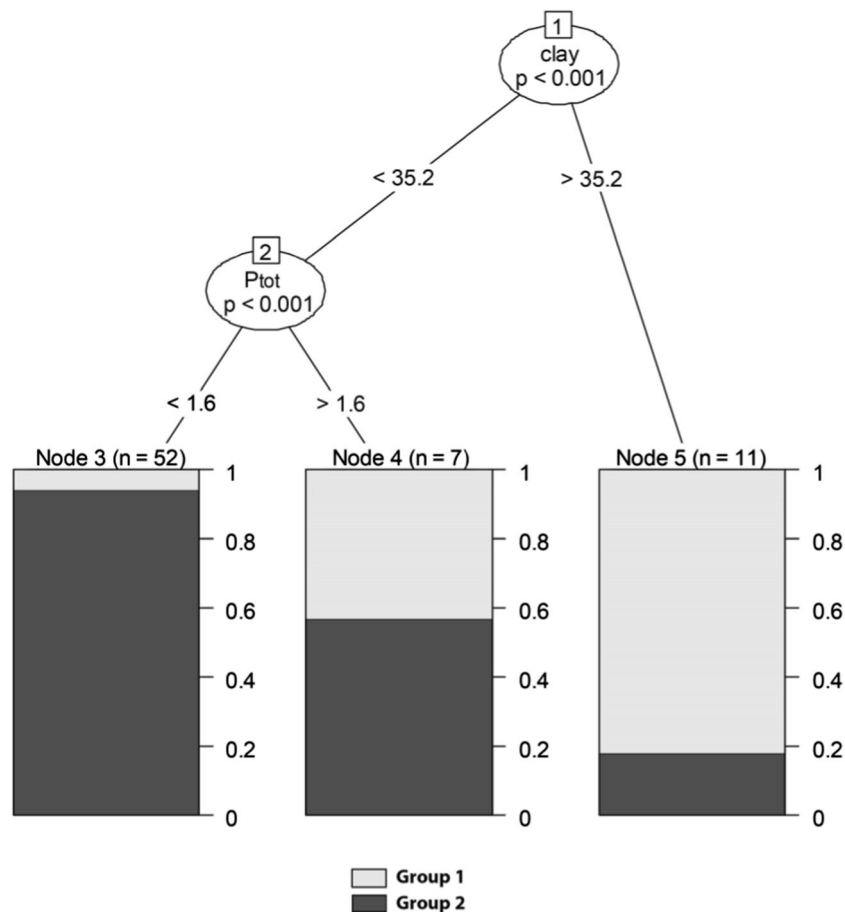 1
clay
p < 0.001
< 35.2
> 35.2
2
Ptot
p < 0.001
< 1.6
> 1.6
Node 3 (n = 52)
1
0.8
0.6
0.4
0.2
0
Node 4 (n = 7)
1
0.8
0.6
0.4
0.2
0
Node 5 (n = 11)
1
0.8
0.6
0.4
0.2
0
Group 1
Group 2